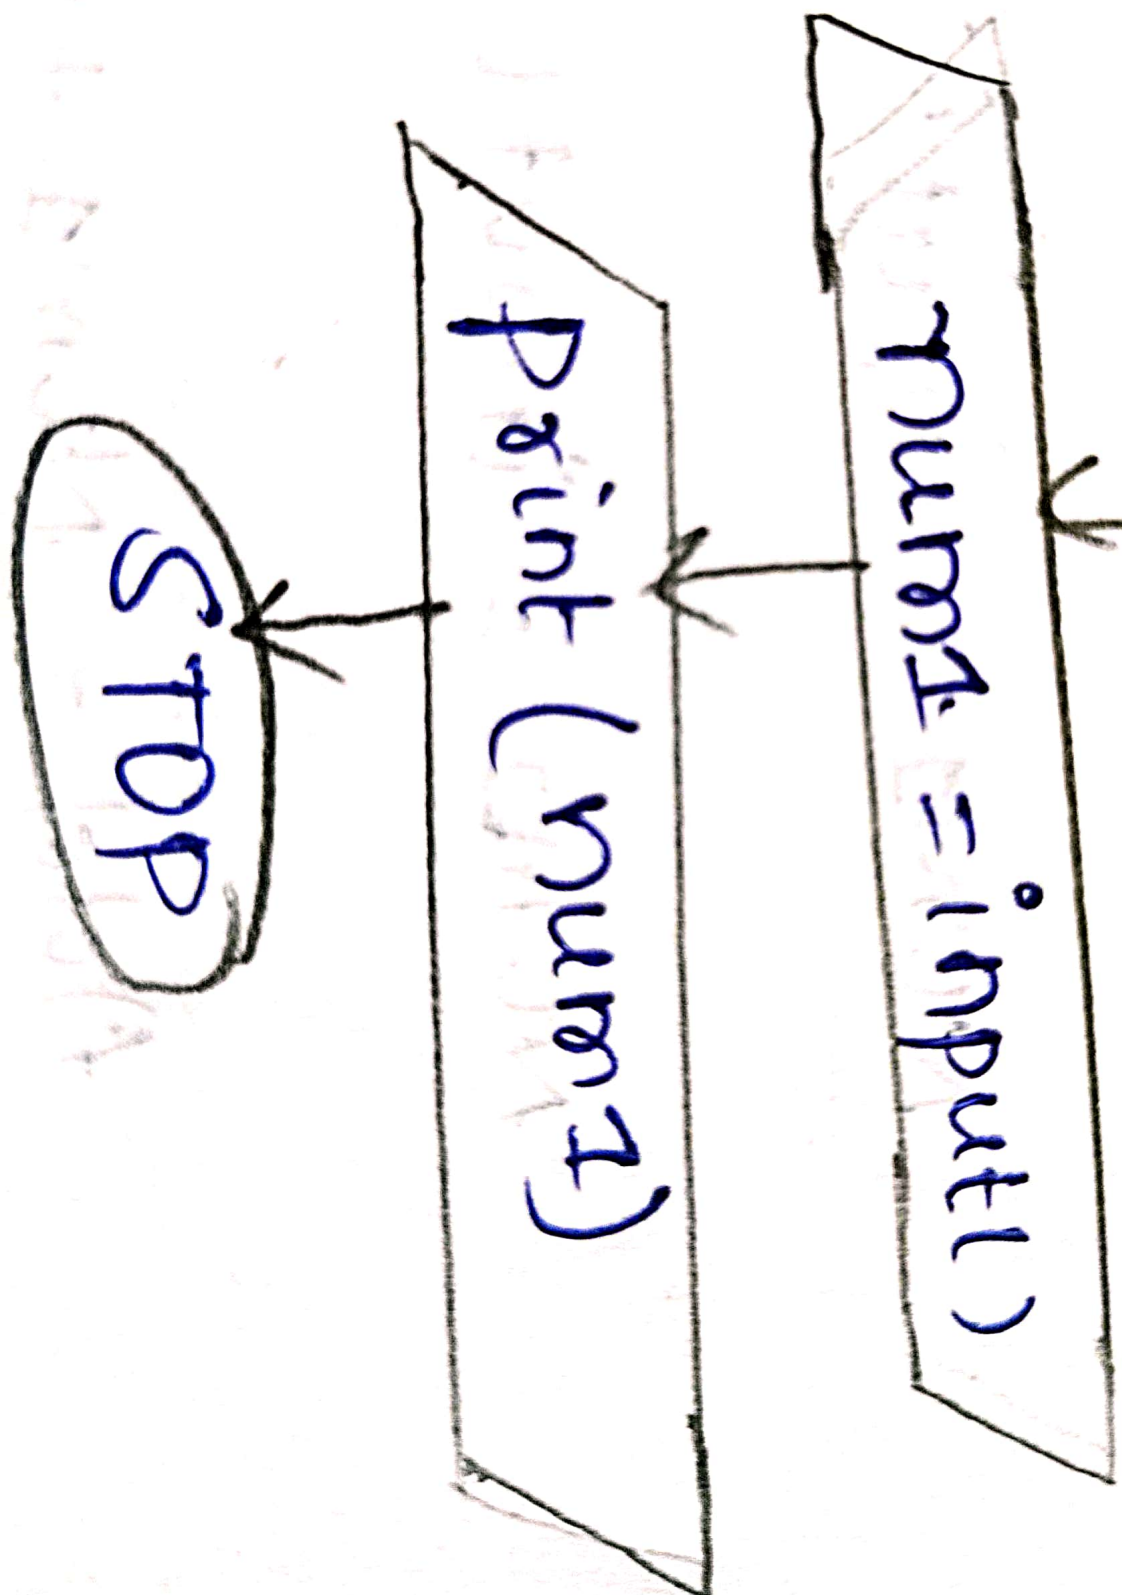 num1 = input()
print (num1)
STOP